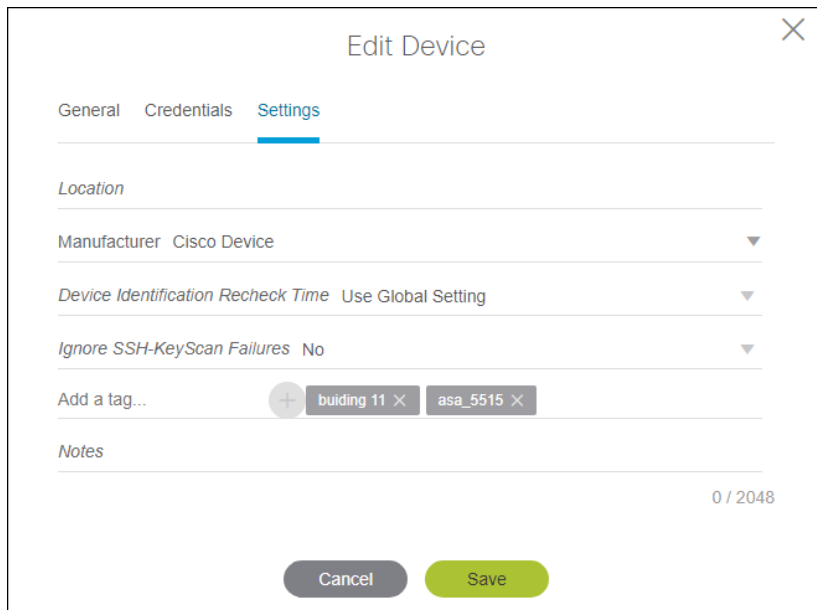 Edit Device
General Credentials Settings
Location
Manufacturer Cisco Device
Device Identification Recheck Time Use Global Setting
Ignore SSH-KeyScan Failures No
Add a tag... + buiding 11 × asa_5515 ×
Notes
0 / 2048
Cancel Save